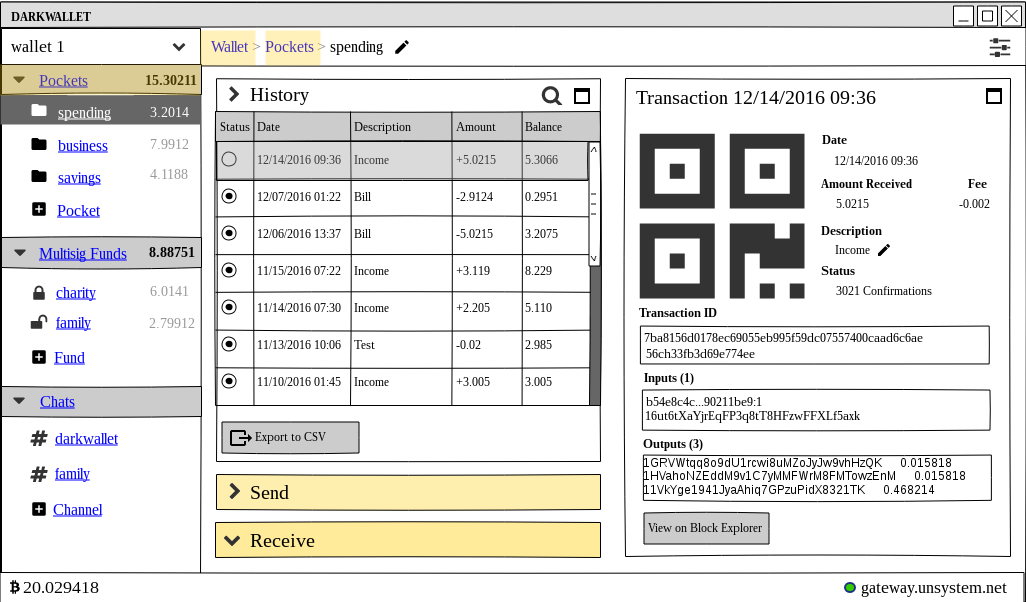 DARKWALLET
wallet 1
Wallet > Pockets > spending
Pockets 15.30211
spending 3.2014
business 7.9912
savings 4.1188
Pocket
Multisig Funds 8.88751
charity 6.0141
family 2.79912
Fund
Chats
# darkwallet
# family
Channel
History
Status Date Description Amount Balance
12/14/2016 09:36 Income +5.0215 5.3066
12/07/2016 01:22 Bill -2.9124 0.2951
12/06/2016 13:37 Bill -5.0215 3.2075
11/15/2016 07:22 Income +3.119 8.229
11/14/2016 07:30 Income +2.205 5.110
11/13/2016 10:06 Test -0.02 2.985
11/10/2016 01:45 Income +3.005 3.005
Export to CSV
Send
Receive
Transaction 12/14/2016 09:36
Date
12/14/2016 09:36
Amount Received Fee
5.0215 -0.002
Description
Income
Status
3021 Confirmations
Transaction ID
7ba8156d0178ec69055eb995f59dc07557400caad6c6ae
56ch33fb3d69e774ee
Inputs (1)
b54e8c4c...90211be9:1
16ut6tXaYjrEqFP3q8tT8HFzwFFXLf5axk
Outputs (3)
1GRVWtqq8o9dU1rcwi8uMZoJyJw9vhHzQK 0.015818
1HVahoNZEddM9v1C7yMMFWrM8FMTowzEnM 0.015818
11VkYge1941JyaAhiq7GPzuPidX8321TK 0.468214
View on Block Explorer
₿ 20.029418
gateway.unsystem.net